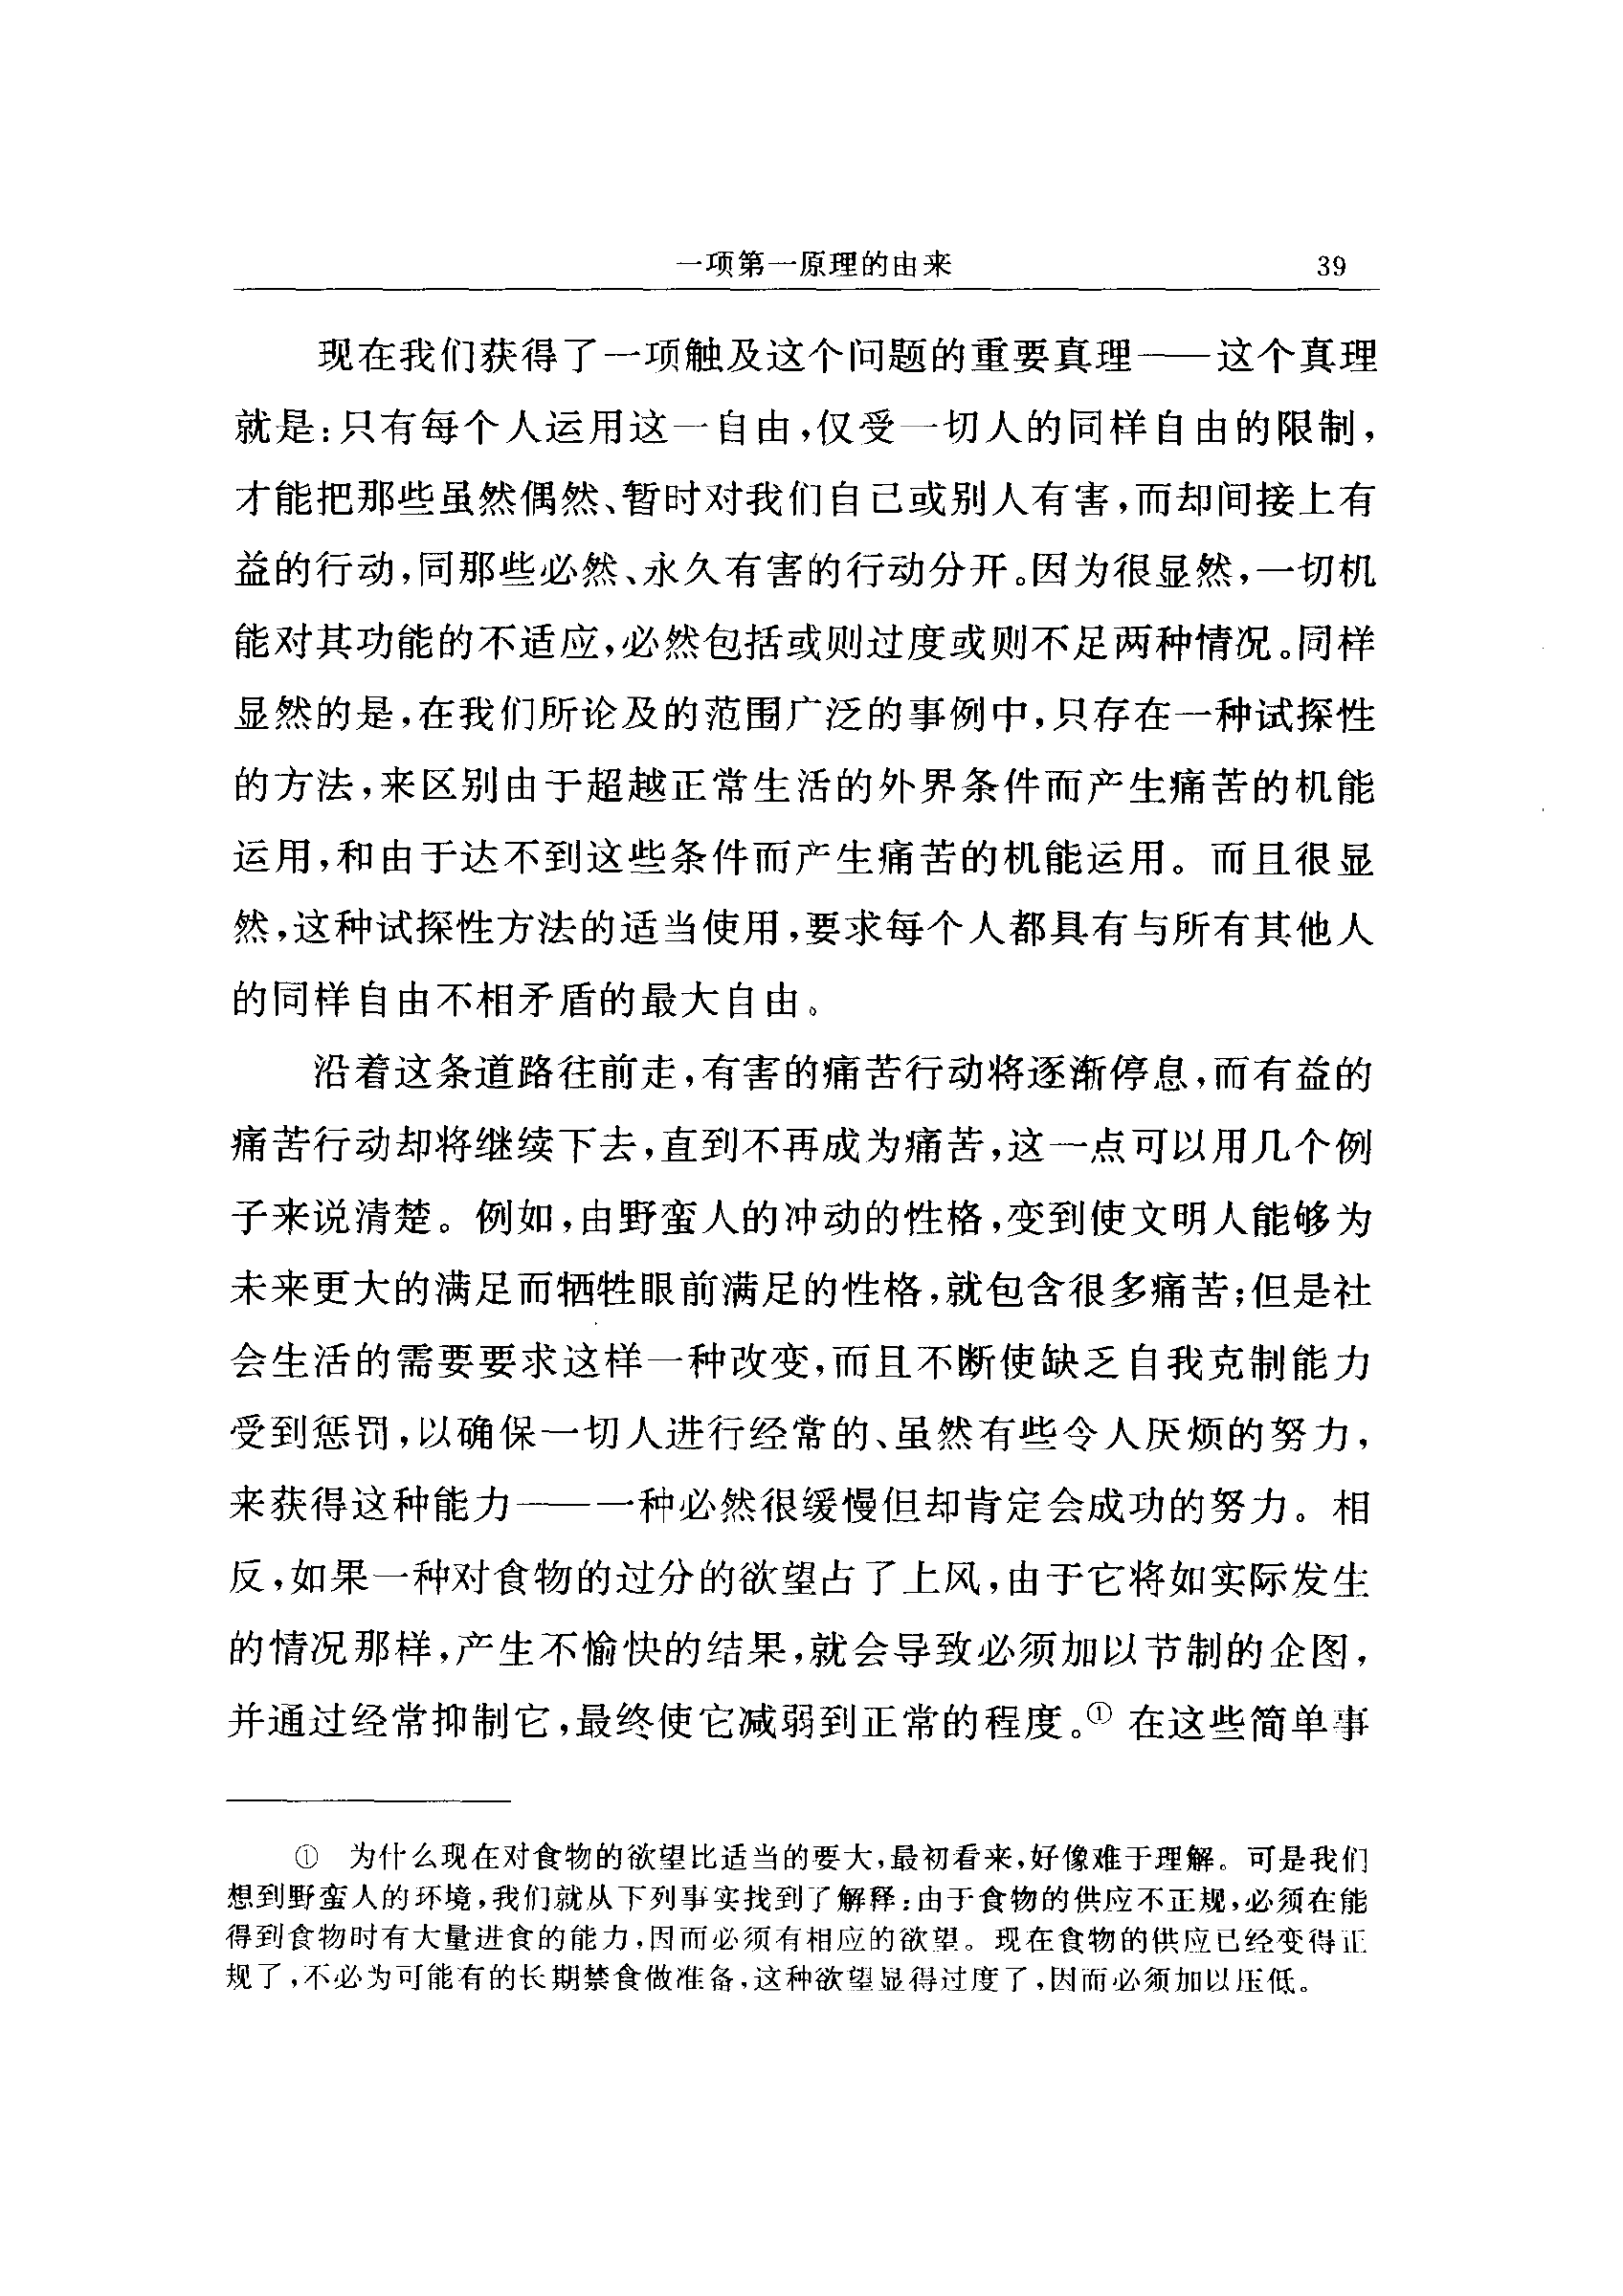 一项第一原理的由来 39
现在我们获得了一项触及这个问题的重要真理——这个真理
就是:只有每个人运用这一自由,仅受一切人的同样自由的限制,
才能把那些虽然偶然、暂时对我们自己或别人有害,而却间接上有
益的行动,同那些必然、永久有害的行动分开。因为很显然,一切机
能对其功能的不适应,必然包括或则过度或则不足两种情况。同样
显然的是,在我们所论及的范围广泛的事例中,只存在一种试探性
的方法,来区别由于超越正常生活的外界条件而产生痛苦的机能
运用,和由于达不到这些条件而产生痛苦的机能运用。而且很显
然,这种试探性方法的适当使用,要求每个人都具有与所有其他人
的同样自由不相矛盾的最大自由。
沿着这条道路往前走,有害的痛苦行动将逐渐停息,而有益的
痛苦行动却将继续下去,直到不再成为痛苦,这一点可以用几个例
子来说清楚。例如,由野蛮人的冲动的性格,变到使文明人能够为
未来更大的满足而牺牲眼前满足的性格,就包含很多痛苦;但是社
会生活的需要要求这样一种改变,而且不断使缺乏自我克制能力
受到惩罚,以确保一切人进行经常的、虽然有些令人厌烦的努力,
来获得这种能力——一种必然很缓慢但却肯定会成功的努力。相
反,如果一种对食物的过分的欲望占了上风,由于它将如实际发生
的情况那样,产生不愉快的结果,就会导致必须加以节制的企图,
并通过经常抑制它,最终使它减弱到正常的程度。① 在这些简单事
① 为什么现在对食物的欲望比适当的要大,最初看来,好像难于理解。可是我们
想到野蛮人的环境,我们就从下列事实找到了解释:由于食物的供应不正规,必须在能
得到食物时有大量进食的能力,因而必须有相应的欲望。现在食物的供应已经变得正
规了,不必为可能有的长期禁食做准备,这种欲望显得过度了,因而必须加以压低。